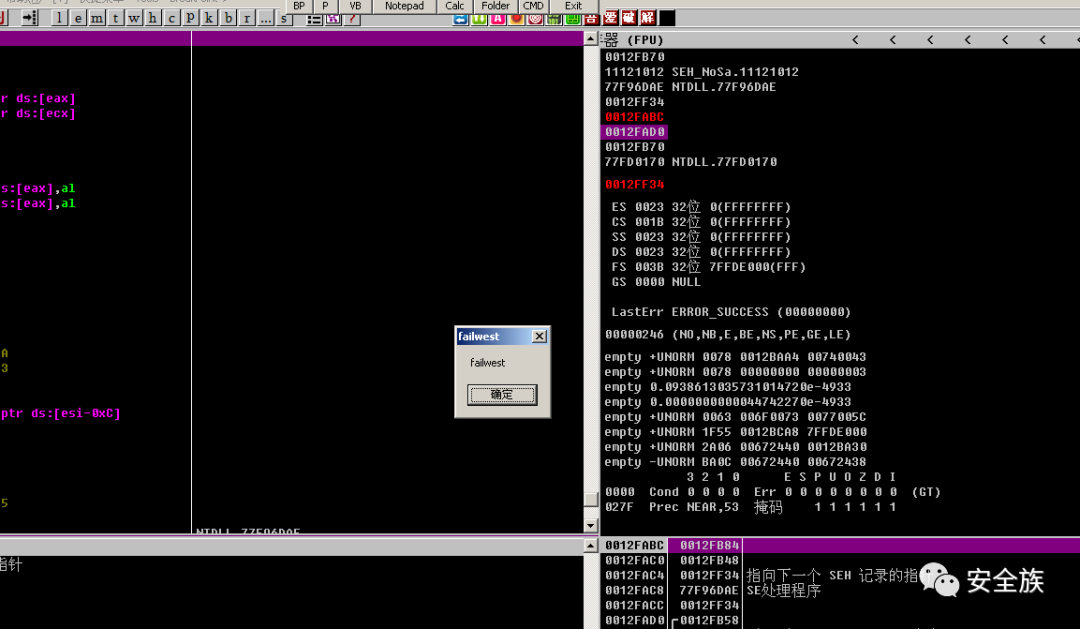 BP P VB Notepad Calc Folder CMD Exit
l e m t w h c p k b r ... s
吾 爱 破 解
r ds:[eax]
r ds:[ecx]
s:[eax],al
s:[eax],al
A
3
ptr ds:[esi-0xC]
5
NTDLL.77F96DAE
指针
failwest
failwest
确定
器 (FPU) < < < < < < <
0012FB70
11121012 SEH_NoSa.11121012
77F96DAE NTDLL.77F96DAE
0012FF34
0012FABC
0012FAD0
0012FB70
77FD0170 NTDLL.77FD0170
0012FF34
ES 0023 32位 0(FFFFFFFF)
CS 001B 32位 0(FFFFFFFF)
SS 0023 32位 0(FFFFFFFF)
DS 0023 32位 0(FFFFFFFF)
FS 003B 32位 7FFDE000(FFF)
GS 0000 NULL
LastErr ERROR_SUCCESS (00000000)
00000246 (NO,NB,E,BE,NS,PE,GE,LE)
empty +UNORM 0078 0012BAA4 00740043
empty +UNORM 0078 00000000 00000003
empty 0.0938613035731014720e-4933
empty 0.0000000000044742270e-4933
empty +UNORM 0063 006F0073 0077005C
empty +UNORM 1F55 0012BCA8 7FFDE000
empty +UNORM 2A06 00672440 0012BA30
empty -UNORM BA0C 00672440 00672438
3 2 1 0 E S P U O Z D I
0000 Cond 0 0 0 0 Err 0 0 0 0 0 0 0 0 (GT)
027F Prec NEAR,53 掩码 1 1 1 1 1 1
0012FABC 0012FB84
0012FAC0 0012FB48
0012FAC4 0012FF34 指向下一个 SEH 记录的指
0012FAC8 77F96DAE SE处理程序
0012FACC 0012FF34
0012FAD0 0012FB58
安全族